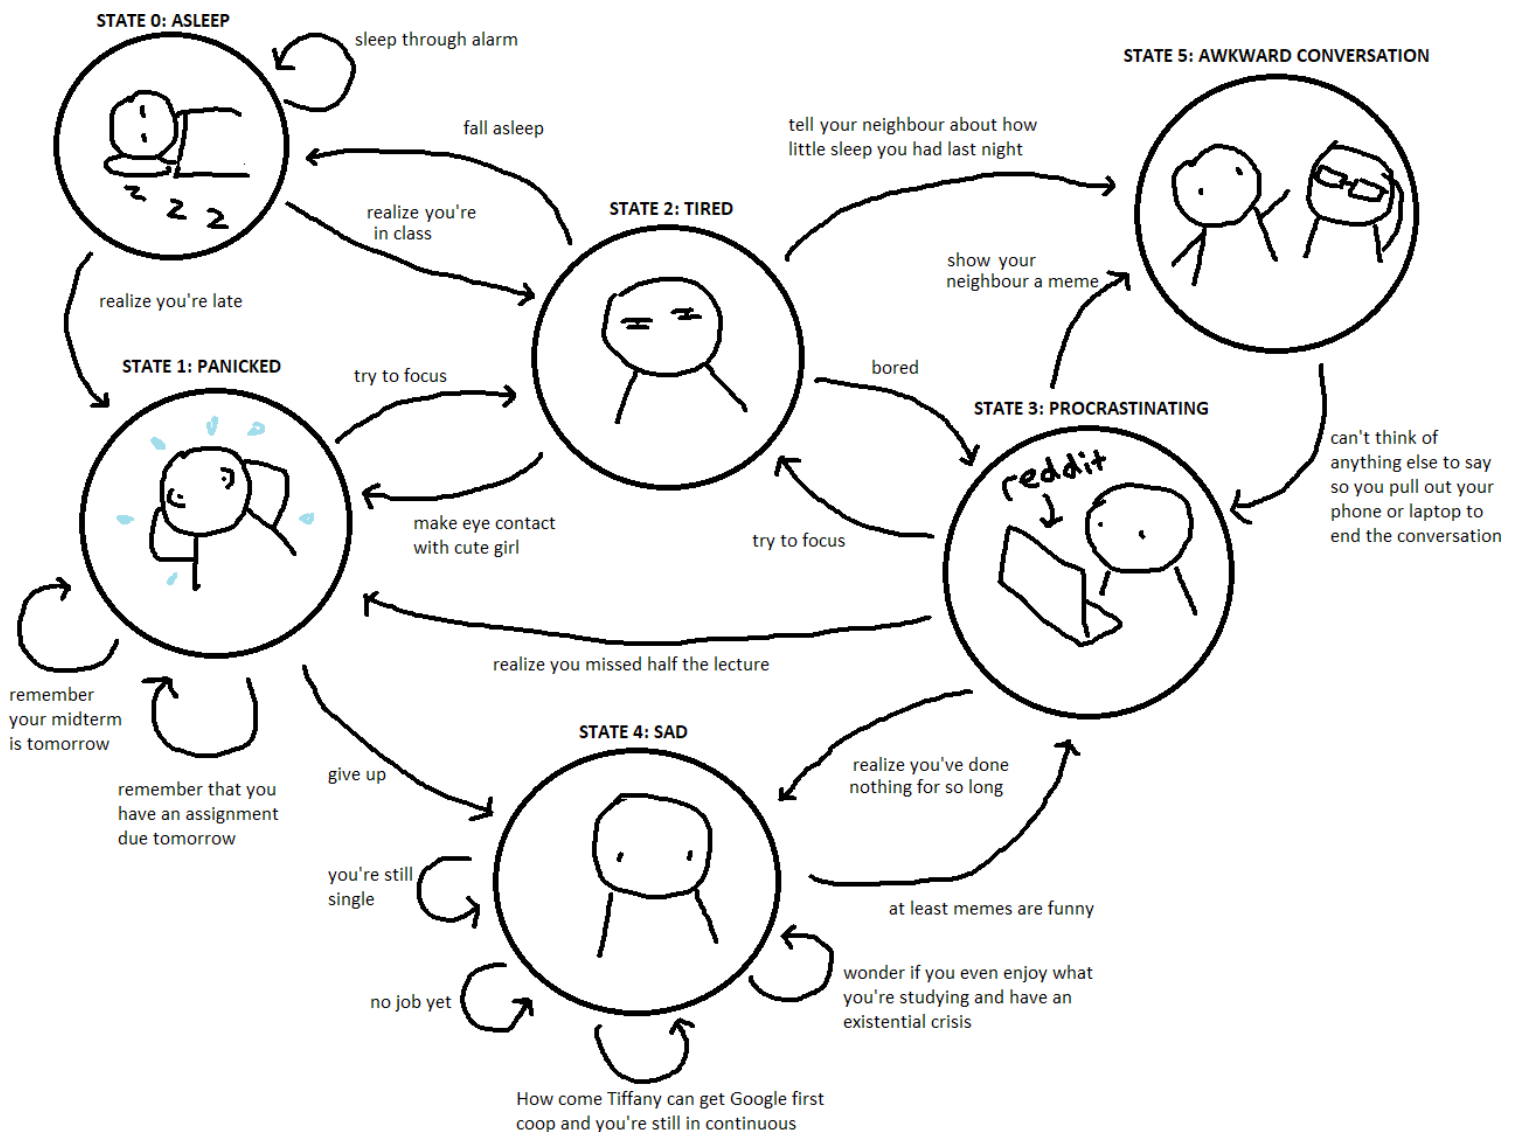 STATE 0: ASLEEP
sleep through alarm
STATE 5: AWKWARD CONVERSATION
fall asleep
tell your neighbour about how
little sleep you had last night
z z z
realize you're
in class
STATE 2: TIRED
show your
neighbour a meme
realize you're late
STATE 1: PANICKED
try to focus
bored
STATE 3: PROCRASTINATING
reddit
can't think of
anything else to say
so you pull out your
phone or laptop to
end the conversation
make eye contact
with cute girl
try to focus
realize you missed half the lecture
remember
your midterm
is tomorrow
remember that you
have an assignment
due tomorrow
give up
STATE 4: SAD
realize you've done
nothing for so long
you're still
single
at least memes are funny
no job yet
wonder if you even enjoy what
you're studying and have an
existential crisis
How come Tiffany can get Google first
coop and you're still in continuous